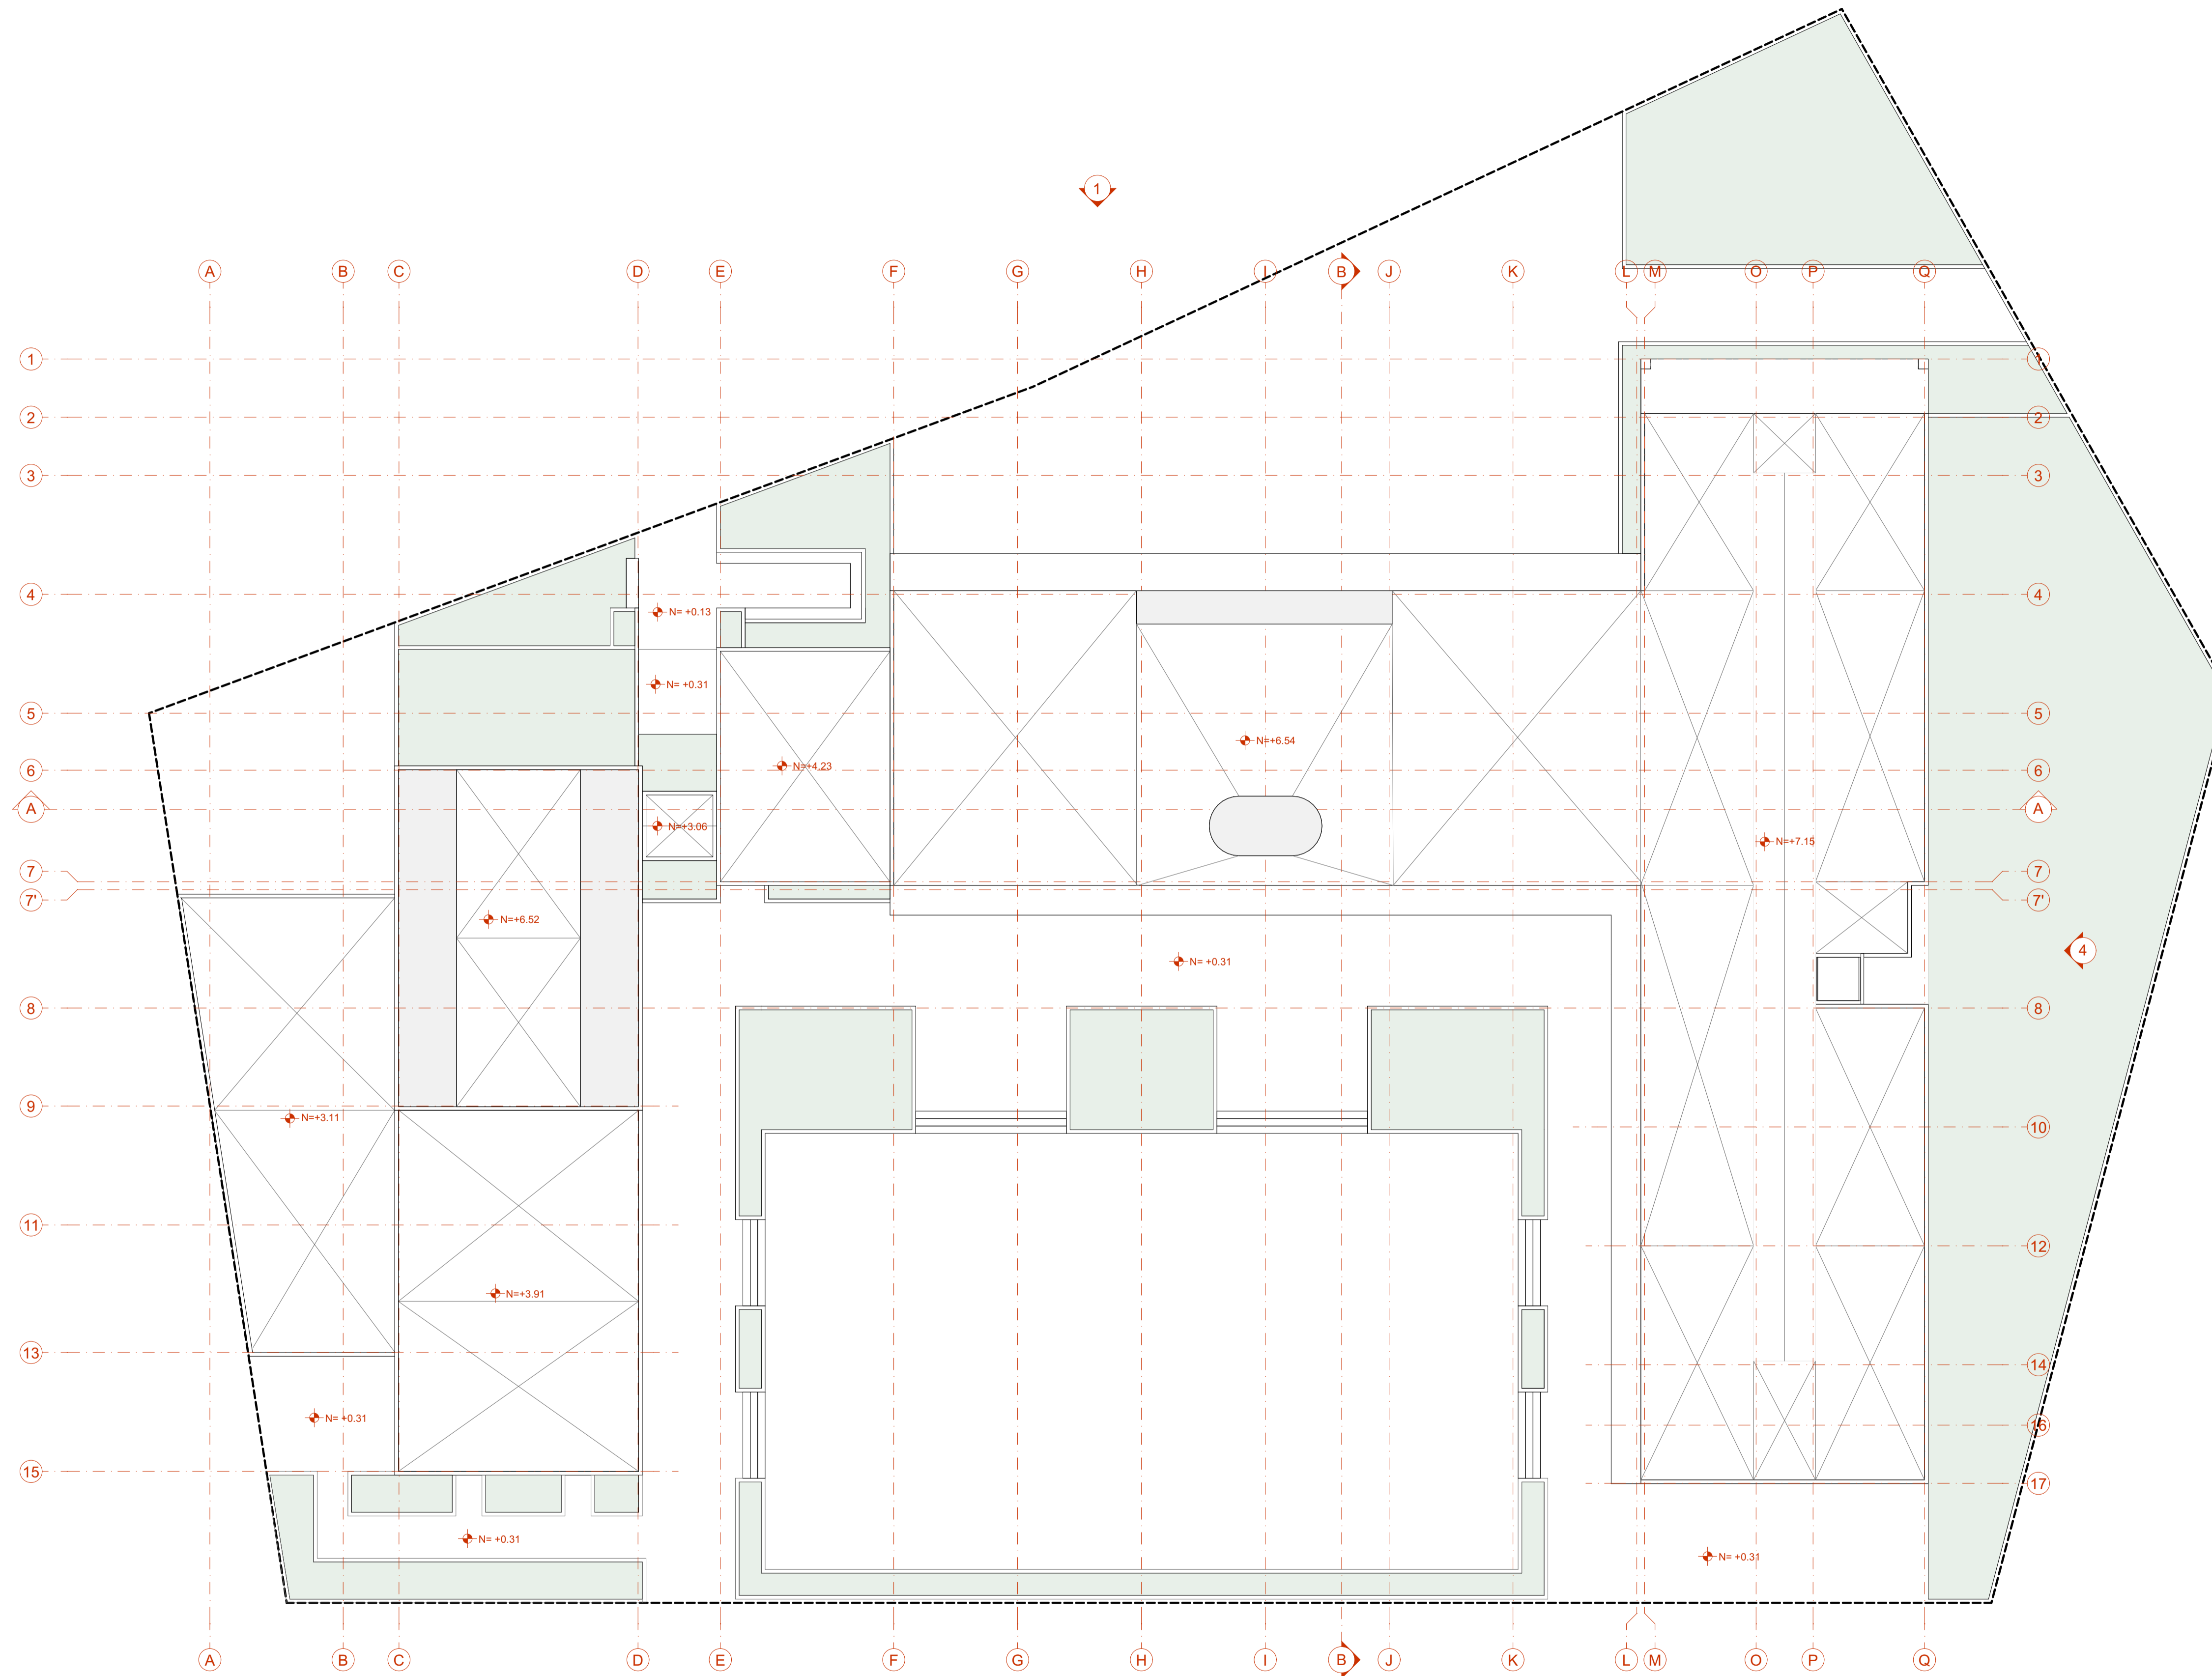 1
A B C D E F G H I B J K L M O P Q
1 1
2 2
3 3
4 4
N= +0.13
N= +0.31
5 5
N=+6.54
N=+4.23
6 6
A A
N=+3.06
N=+7.15
7 7
7' 7'
N=+6.52
4
N= +0.31
8 8
9
N=+3.11
10
11
12
N=+3.91
13
14
N= +0.31
16
15
17
N= +0.31
N= +0.31
A B C D E F G H I B J K L M O P Q